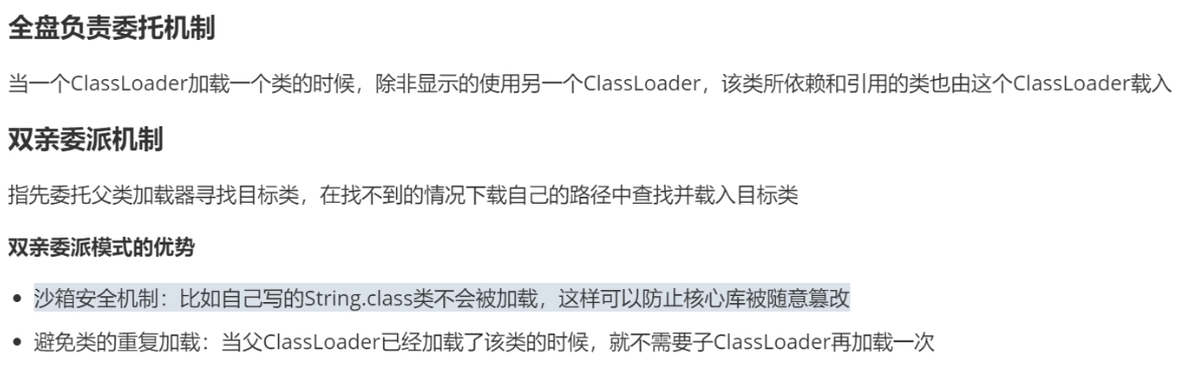 全盘负责委托机制
当一个ClassLoader加载一个类的时候，除非显示的使用另一个ClassLoader，该类所依赖和引用的类也由这个ClassLoader载入
双亲委派机制
指先委托父类加载器寻找目标类，在找不到的情况下载自己的路径中查找并载入目标类
双亲委派模式的优势
• 沙箱安全机制：比如自己写的String.class类不会被加载，这样可以防止核心库被随意篡改
• 避免类的重复加载：当父ClassLoader已经加载了该类的时候，就不需要子ClassLoader再加载一次